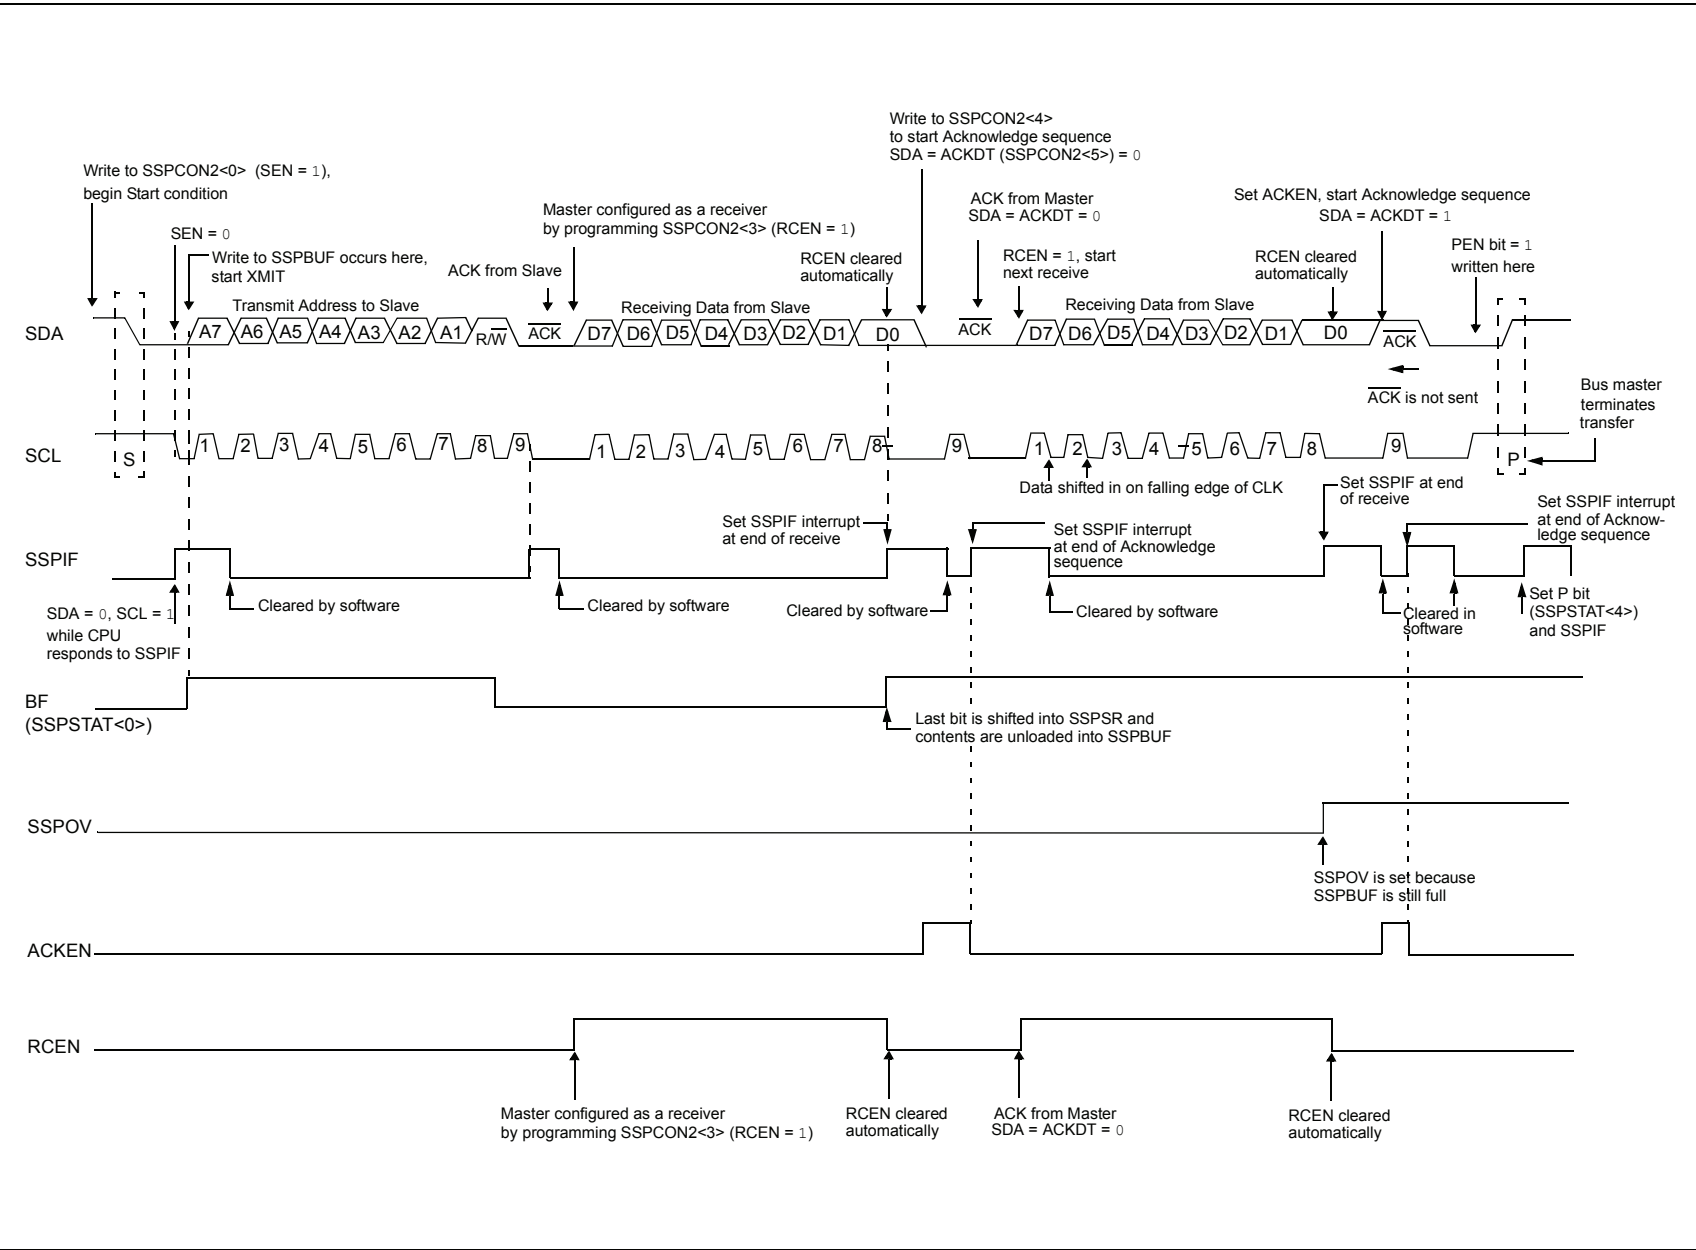 Write to SSPCON2<4>
to start Acknowledge sequence
SDA = ACKDT (SSPCON2<5>) = 0
Write to SSPCON2<0> (SEN = 1),
begin Start condition
ACK from Master
SDA = ACKDT = 0
Set ACKEN, start Acknowledge sequence
SDA = ACKDT = 1
Master configured as a receiver
by programming SSPCON2<3> (RCEN = 1)
SEN = 0
Write to SSPBUF occurs here,
start XMIT
ACK from Slave
RCEN cleared
automatically
RCEN = 1, start
next receive
RCEN cleared
automatically
PEN bit = 1
written here
Transmit Address to Slave
Receiving Data from Slave
Receiving Data from Slave
SDA
A7 A6 A5 A4 A3 A2 A1 R/W ACK D7 D6 D5 D4 D3 D2 D1 D0 ACK D7 D6 D5 D4 D3 D2 D1 D0 ACK
ACK is not sent
Bus master
terminates
transfer
SCL
S 1 2 3 4 5 6 7 8 9 1 2 3 4 5 6 7 8 9 1 2 3 4 5 6 7 8 9 P
Data shifted in on falling edge of CLK
Set SSPIF at end
of receive
Set SSPIF interrupt
at end of receive
Set SSPIF interrupt
at end of Acknowledge
sequence
Set SSPIF interrupt
at end of Acknow-
ledge sequence
SSPIF
SDA = 0, SCL = 1
while CPU
responds to SSPIF
Cleared by software
Cleared by software
Cleared by software
Cleared by software
Cleared in
software
Set P bit
(SSPSTAT<4>)
and SSPIF
BF
(SSPSTAT<0>)
Last bit is shifted into SSPSR and
contents are unloaded into SSPBUF
SSPOV
SSPOV is set because
SSPBUF is still full
ACKEN
RCEN
Master configured as a receiver
by programming SSPCON2<3> (RCEN = 1)
RCEN cleared
automatically
ACK from Master
SDA = ACKDT = 0
RCEN cleared
automatically